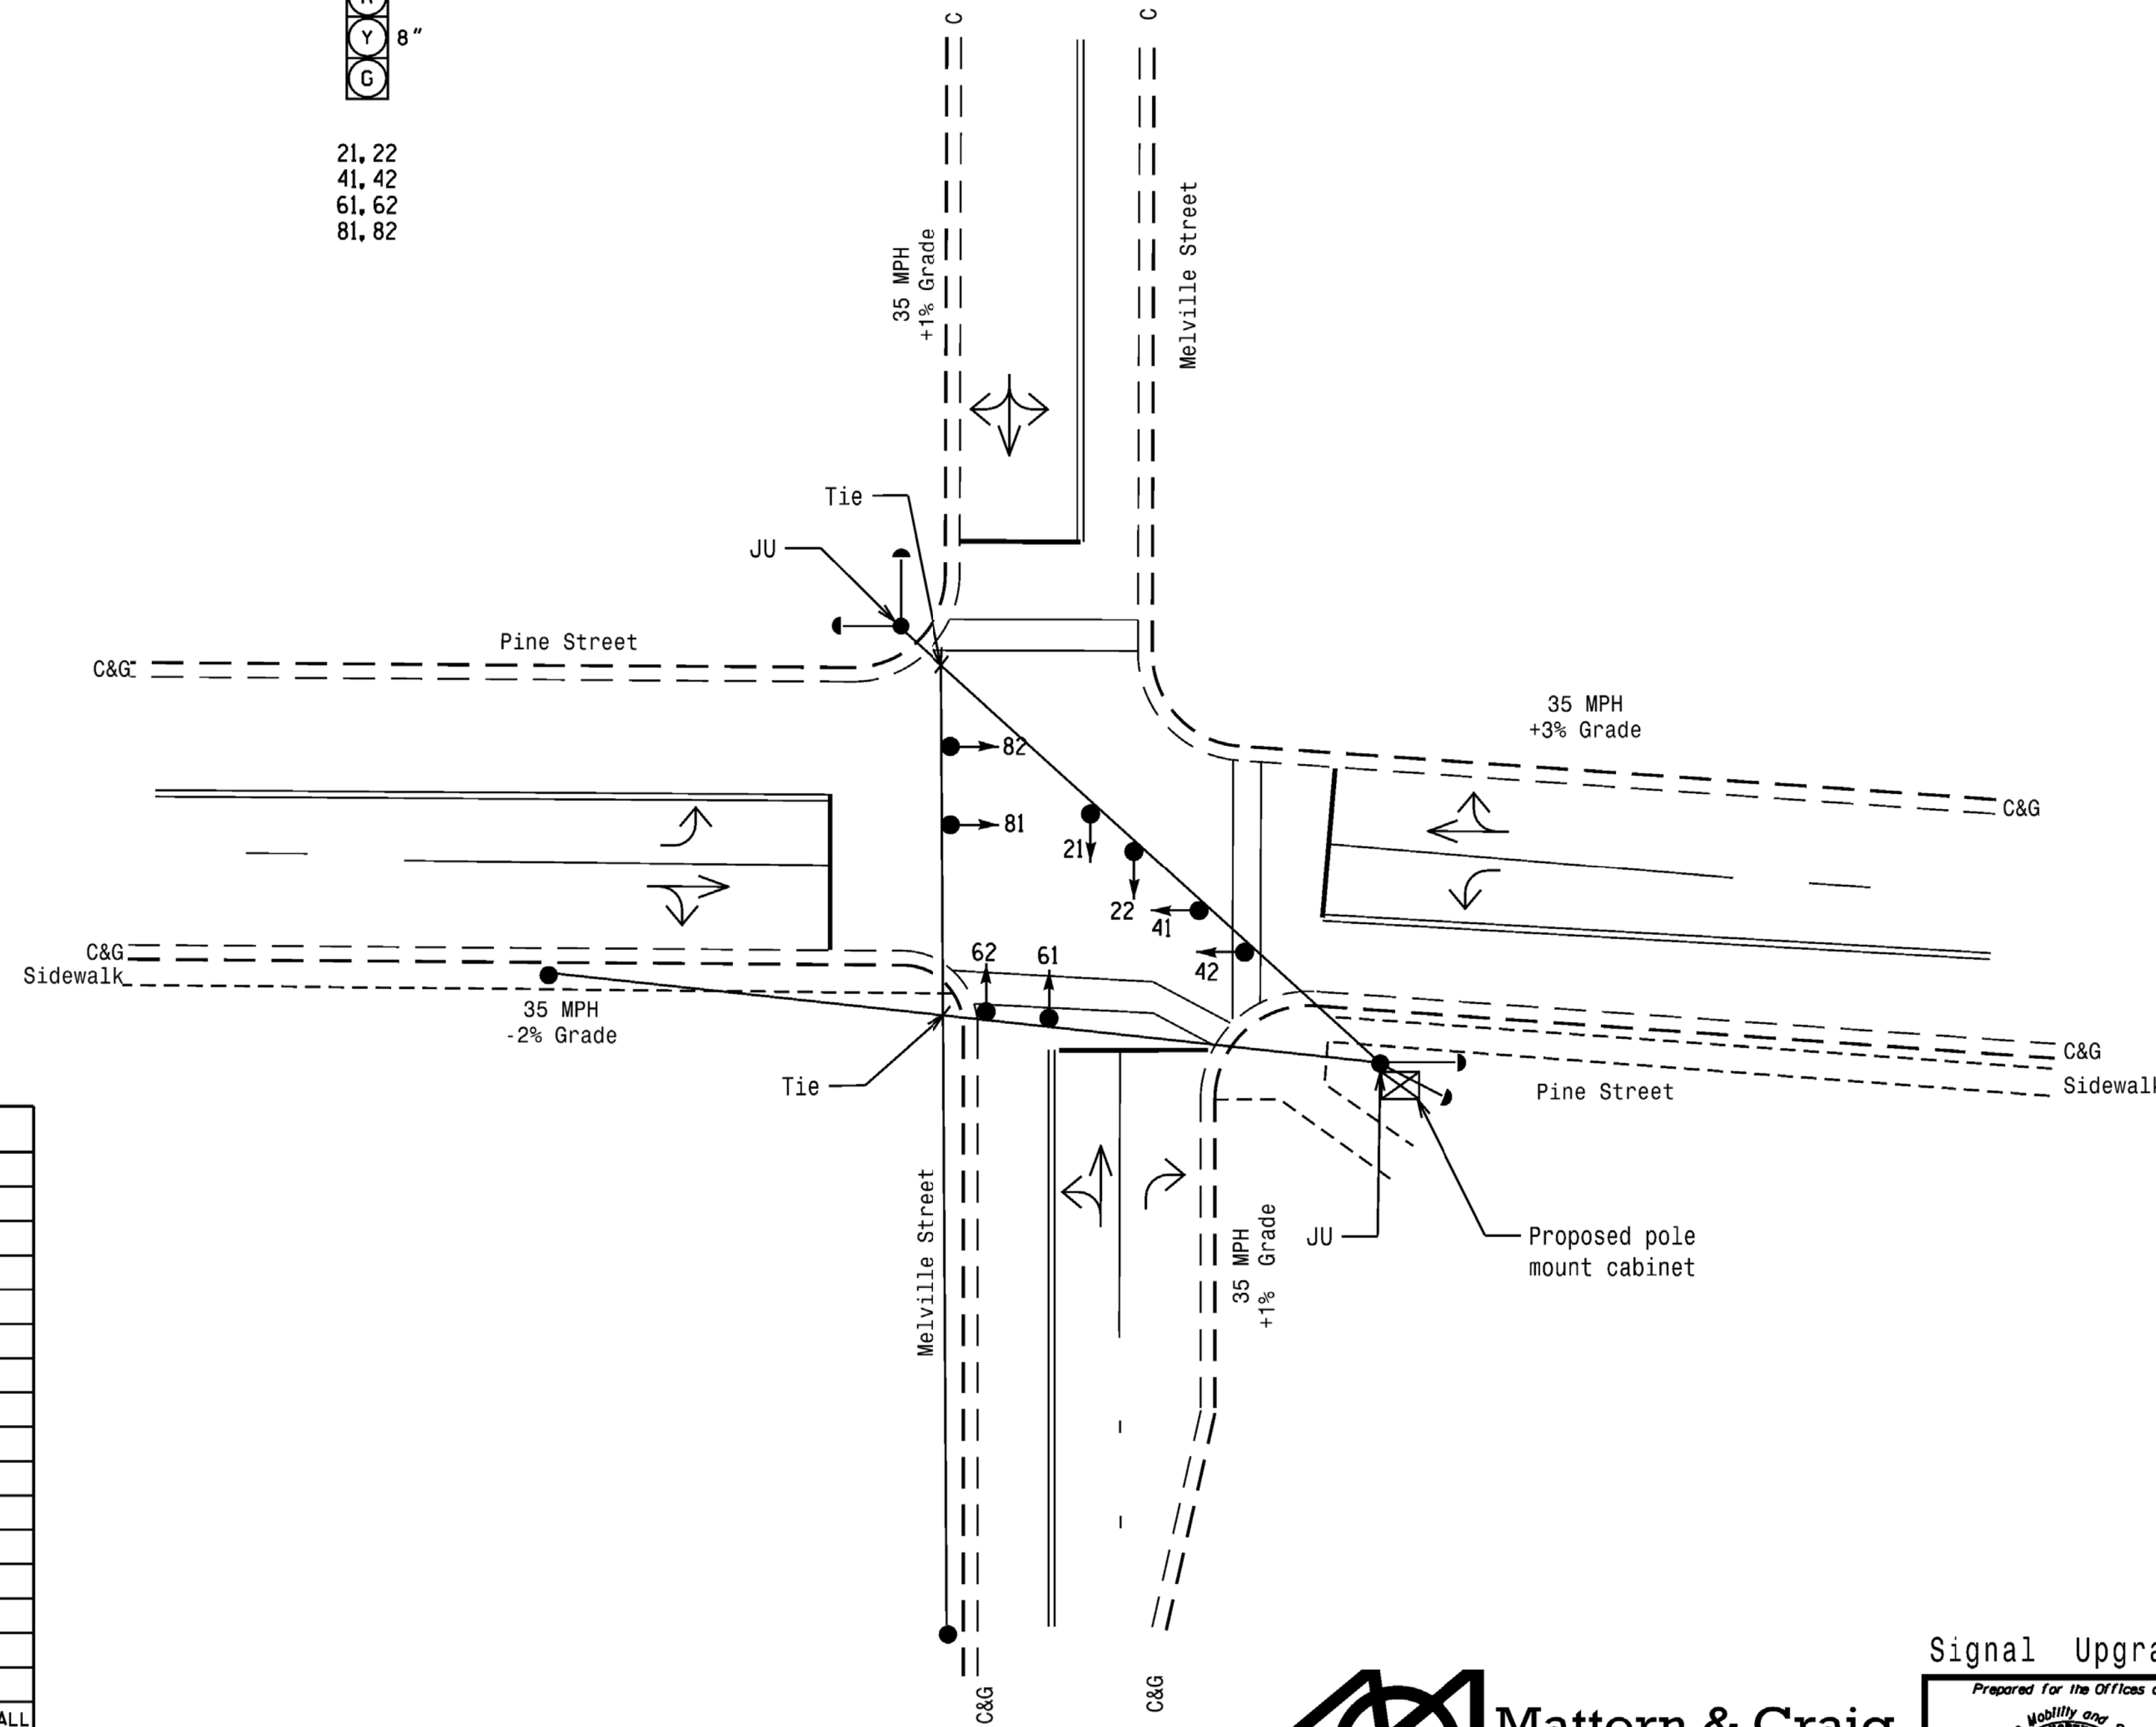 Y 8"
G
21, 22
41, 42
61, 62
81, 82
C
C
35 MPH
+1% Grade
Melville Street
Tie
JU
Pine Street
C&G
35 MPH
+3% Grade
C&G
82
81
21
22
41
42
62
61
C&G
Sidewalk
35 MPH
-2% Grade
Tie
C&G
Sidewalk
Pine Street
Melville Street
35 MPH
+1% Grade
JU
Proposed pole
mount cabinet
C&G
C&G
Signal Upgra
Prepared for the Offices o
Mobility and
Mattern & Craig
ALL